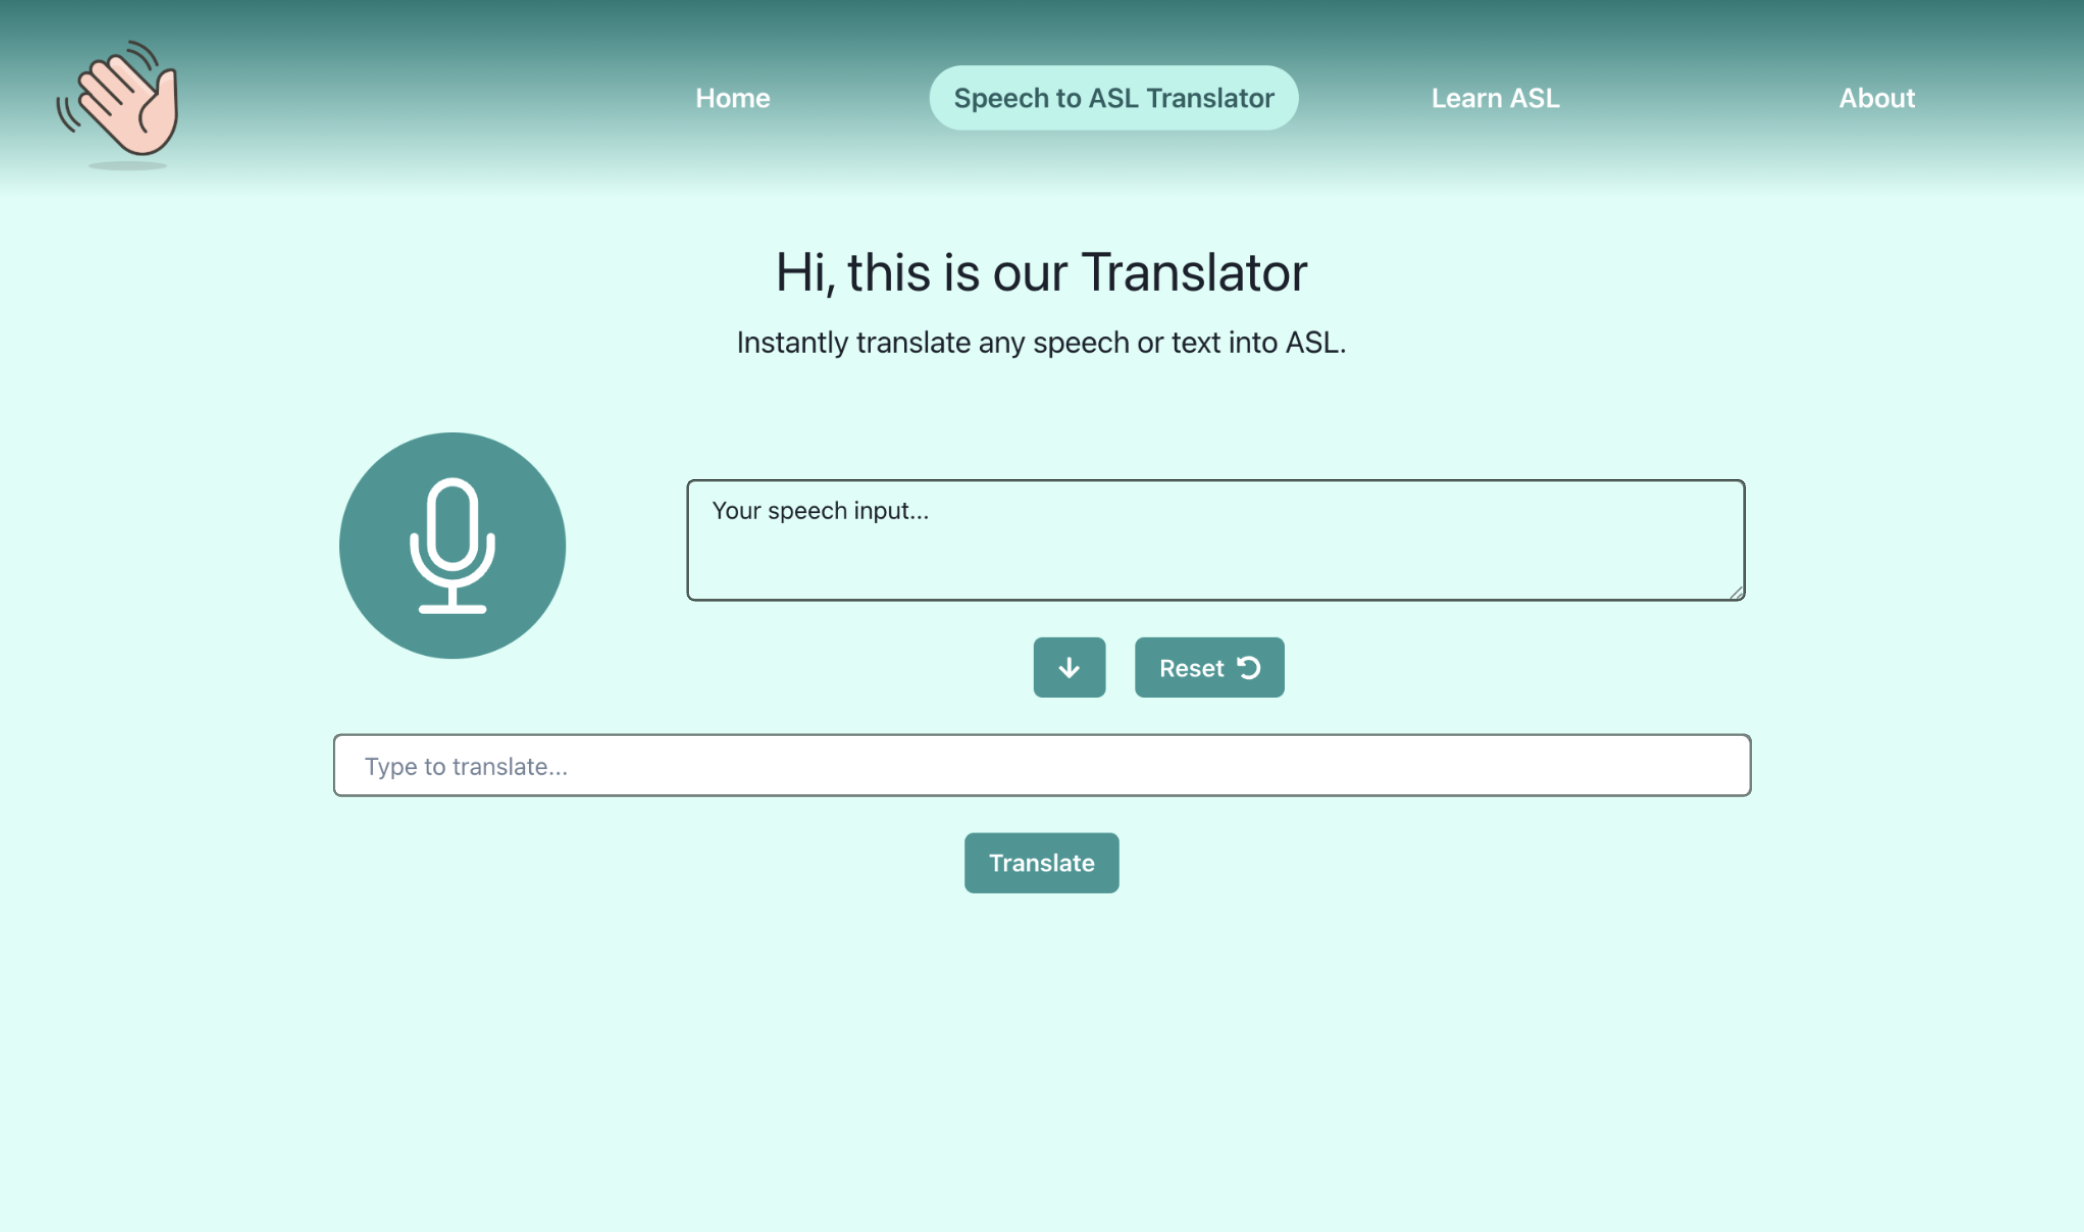 Home
Speech to ASL Translator
Learn ASL
About
Hi, this is our Translator
Instantly translate any speech or text into ASL.
Your speech input...
Reset
Type to translate...
Translate